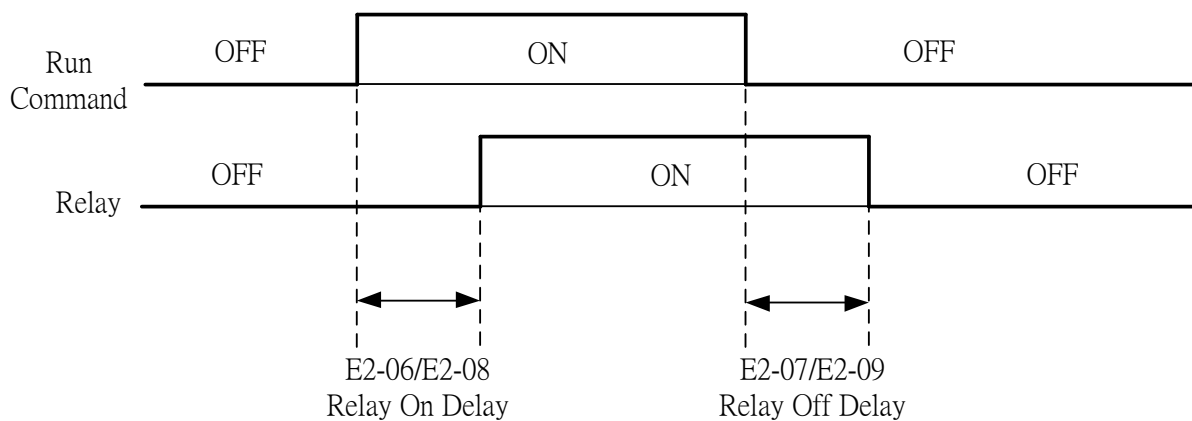 OFF ON OFF
Run
Command
OFF ON OFF
Relay
E2-06/E2-08 E2-07/E2-09
Relay On Delay Relay Off Delay